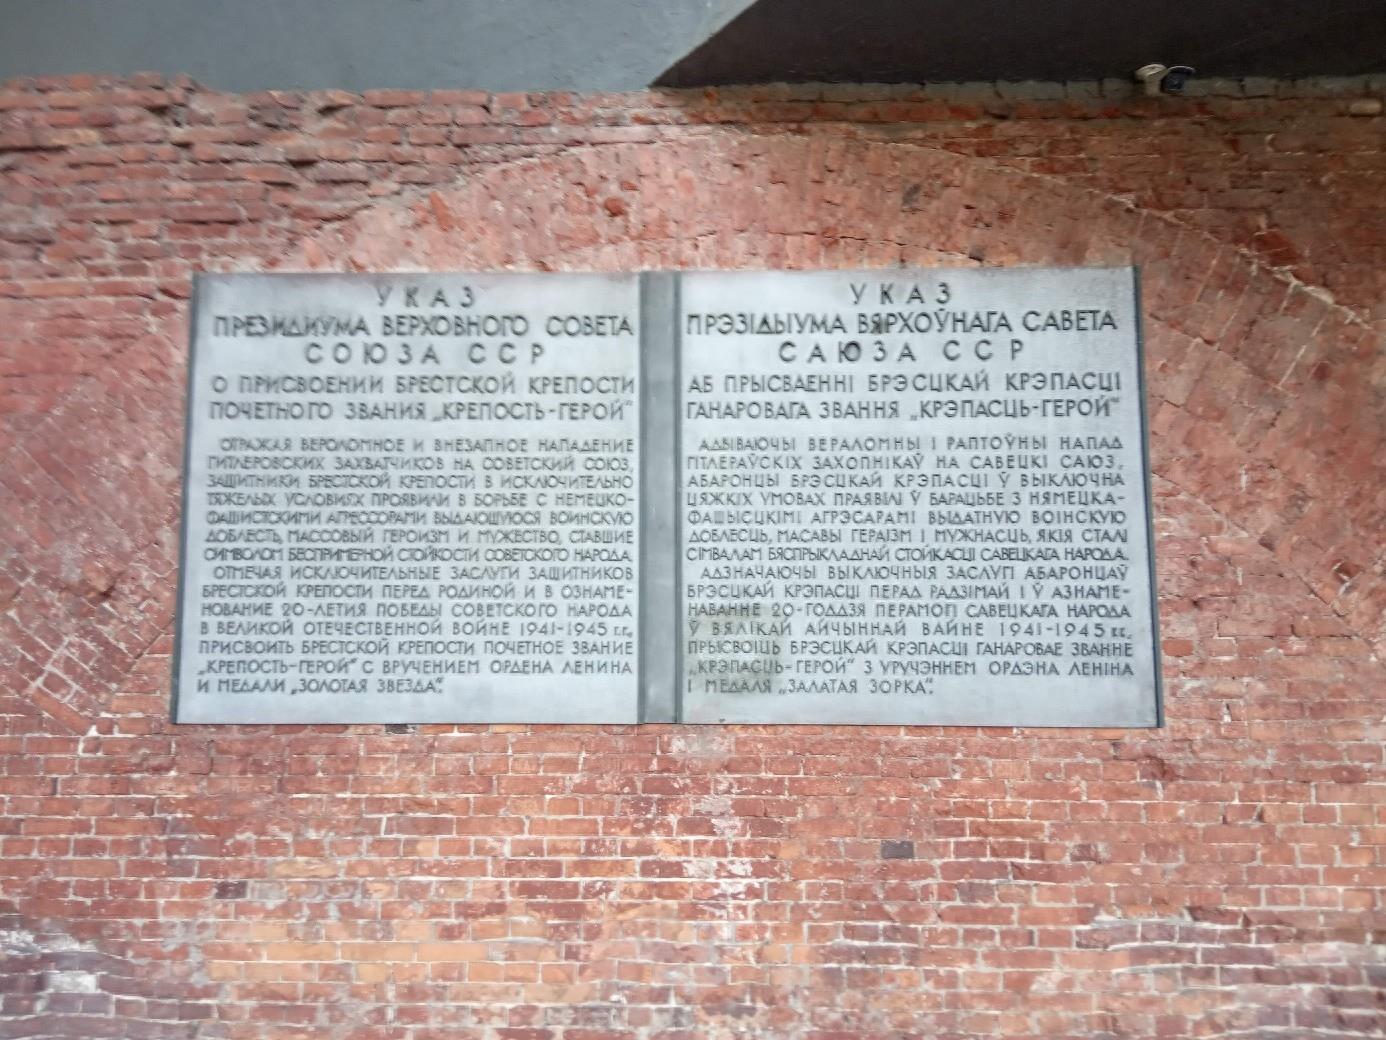 УКАЗ
ПРЕЗИДИУМА ВЕРХОВНОГО СОВЕТА
СОЮЗА ССР
О ПРИСВОЕНИИ БРЕСТСКОЙ КРЕПОСТИ
ПОЧЕТНОГО ЗВАНИЯ „КРЕПОСТЬ-ГЕРОЙ“
ОТРАЖАЯ ВЕРОЛОМНОЕ И ВНЕЗАПНОЕ НАПАДЕНИЕ
ГИТЛЕРОВСКИХ ЗАХВАТЧИКОВ НА СОВЕТСКИЙ СОЮЗ,
ЗАЩИТНИКИ БРЕСТСКОЙ КРЕПОСТИ В ИСКЛЮЧИТЕЛЬНО
ТЯЖЕЛЫХ УСЛОВИЯХ ПРОЯВИЛИ В БОРЬБЕ С НЕМЕЦКО-
ФАШИСТСКИМИ АГРЕССОРАМИ ВЫДАЮЩУЮСЯ ВОИНСКУЮ
ДОБЛЕСТЬ, МАССОВЫЙ ГЕРОИЗМ И МУЖЕСТВО, СТАВШИЕ
СИМВОЛОМ БЕСПРИМЕРНОЙ СТОЙКОСТИ СОВЕТСКОГО НАРОДА.
ОТМЕЧАЯ ИСКЛЮЧИТЕЛЬНЫЕ ЗАСЛУГИ ЗАЩИТНИКОВ
БРЕСТСКОЙ КРЕПОСТИ ПЕРЕД РОДИНОЙ И В ОЗНАМЕ-
НОВАНИЕ 20-ЛЕТИЯ ПОБЕДЫ СОВЕТСКОГО НАРОДА
В ВЕЛИКОЙ ОТЕЧЕСТВЕННОЙ ВОЙНЕ 1941-1945 г.г.,
ПРИСВОИТЬ БРЕСТСКОЙ КРЕПОСТИ ПОЧЕТНОЕ ЗВАНИЕ
„КРЕПОСТЬ-ГЕРОЙ“ С ВРУЧЕНИЕМ ОРДЕНА ЛЕНИНА
И МЕДАЛИ „ЗОЛОТАЯ ЗВЕЗДА“.
УКАЗ
ПРЭЗІДЫУМА ВЯРХОЎНАГА САВЕТА
САЮЗА ССР
АБ ПРЫСВАЕННІ БРЭСЦКАЙ КРЭПАСЦІ
ГАНАРОВАГА ЗВАННЯ „КРЭПАСЦЬ-ГЕРОЙ“
АДБІВАЮЧЫ ВЕРАЛОМНЫ І РАПТОЎНЫ НАПАД
ГІТЛЕРАЎСКІХ ЗАХОПНІКАЎ НА САВЕЦКІ САЮЗ,
АБАРОНЦЫ БРЭСЦКАЙ КРЭПАСЦІ Ў ВЫКЛЮЧНА
ЦЯЖКІХ УМОВАХ ПРАЯВІЛІ Ў БАРАЦЬБЕ З НЯМЕЦКА-
ФАШЫСЦКІМІ АГРЭСАРАМІ ВЫДАТНУЮ ВОІНСКУЮ
ДОБЛЕСЦЬ, МАСАВЫ ГЕРАІЗМ І МУЖНАСЦЬ, ЯКІЯ СТАЛІ
СІМВАЛАМ БЯСПРЫКЛАДНАЙ СТОЙКАСЦІ САВЕЦКАГА НАРОДА.
АДЗНАЧАЮЧЫ ВЫКЛЮЧНЫЯ ЗАСЛУГІ АБАРОНЦАЎ
БРЭСЦКАЙ КРЭПАСЦІ ПЕРАД РАДЗІМАЙ І Ў АЗНАМЕ-
НАВАННЕ 20-ГОДДЗЯ ПЕРАМОГІ САВЕЦКАГА НАРОДА
Ў ВЯЛІКАЙ АЙЧЫННАЙ ВАЙНЕ 1941-1945 г.г.,
ПРЫСВОІЦЬ БРЭСЦКАЙ КРЭПАСЦІ ГАНАРОВАЕ ЗВАННЕ
„КРЭПАСЦЬ-ГЕРОЙ“ З УРУЧЭННЕМ ОРДЭНА ЛЕНІНА
І МЕДАЛЯ „ЗАЛАТАЯ ЗОРКА“.